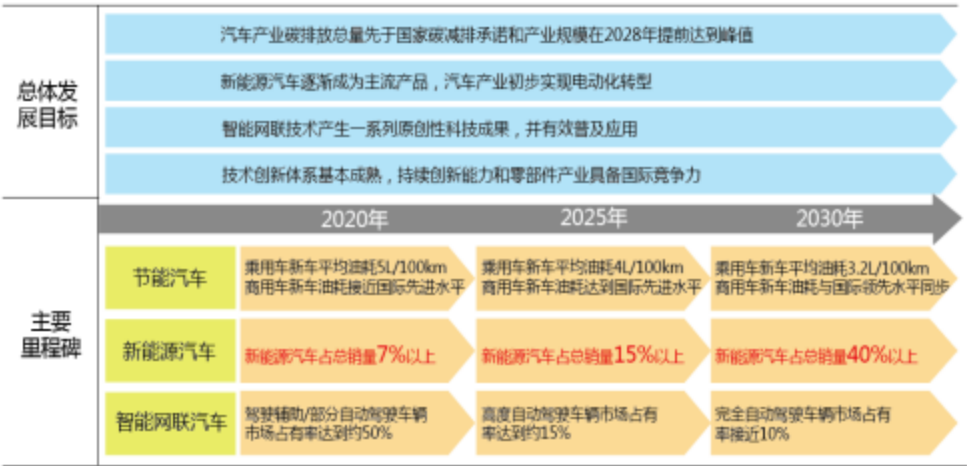 总体发
展目标
汽车产业碳排放总量先于国家碳减排承诺和产业规模在2028年提前达到峰值
新能源汽车逐渐成为主流产品，汽车产业初步实现电动化转型
智能网联技术产生一系列原创性科技成果，并有效普及应用
技术创新体系基本成熟，持续创新能力和零部件产业具备国际竞争力
主要
里程碑
2020年
2025年
2030年
节能汽车
乘用车新车平均油耗5L/100km
商用车新车油耗接近国际先进水平
乘用车新车平均油耗4L/100km
商用车新车油耗达到国际先进水平
乘用车新车平均油耗3.2L/100km
商用车新车油耗与国际领先水平同步
新能源汽车
新能源汽车占总销量7%以上
新能源汽车占总销量15%以上
新能源汽车占总销量40%以上
智能网联汽车
驾驶辅助/部分自动驾驶车辆
市场占有率达到约50%
高度自动驾驶车辆市场占有
率达到约15%
完全自动驾驶车辆市场占有
率接近10%